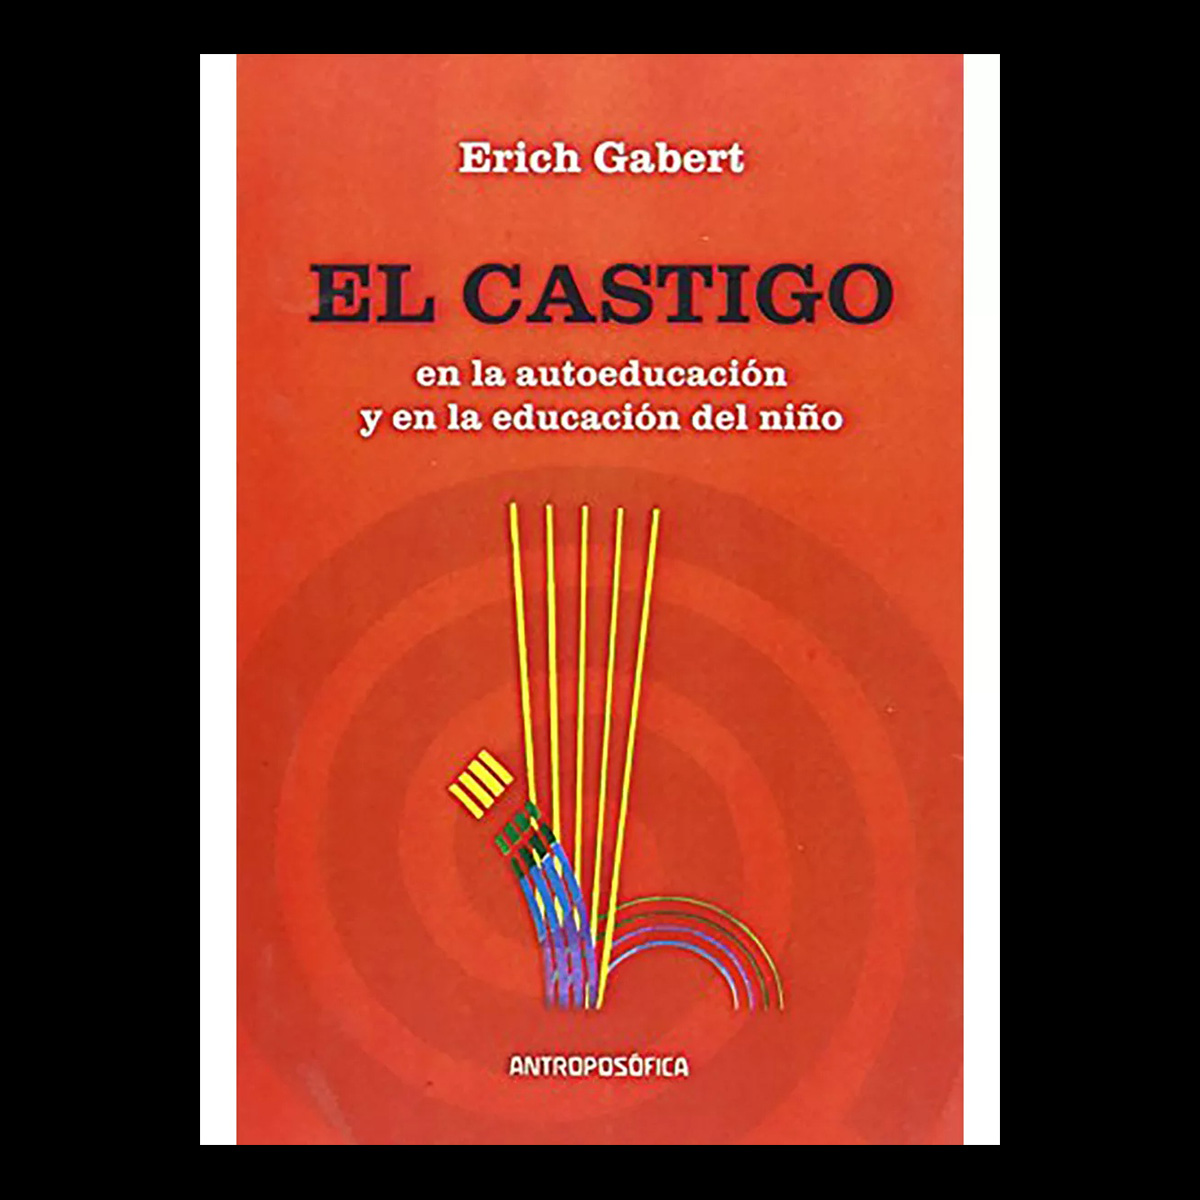 Erich Gabert
EL CASTIGO
en la autoeducación
y en la educación del niño
ANTROPOSÓFICA